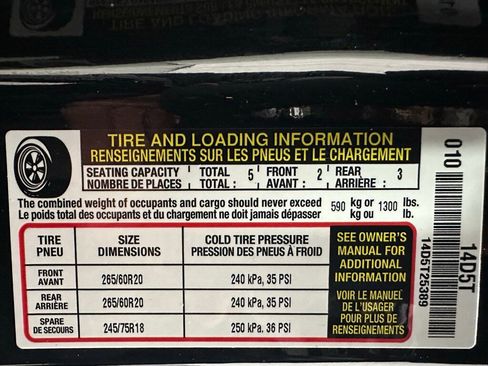 TIRE AND LOADING INFORMATION
RENSEIGNEMENTS SUR LES PNEUS ET LE CHARGEMENT
SEATING CAPACITY TOTAL 5 FRONT 2 REAR 3
NOMBRE DE PLACES TOTAL : AVANT : ARRIÈRE :
The combined weight of occupants and cargo should never exceed 590 kg or 1300 lbs.
Le poids total des occupants et du chargement ne doit jamais dépasser kg ou lb.
TIRE SIZE COLD TIRE PRESSURE
PNEU DIMENSIONS PRESSION DES PNEUS À FROID
FRONT
AVANT 265/60R20 240 kPa, 35 PSI
REAR
ARRIÈRE 265/60R20 240 kPa, 35 PSI
SPARE
DE SECOURS 245/75R18 250 kPa. 36 PSI
SEE OWNER'S
MANUAL FOR
ADDITIONAL
INFORMATION
VOIR LE MANUEL
DE L'USAGER
POUR PLUS DE
RENSEIGNEMENTS
010
14D5T
14D5T25389